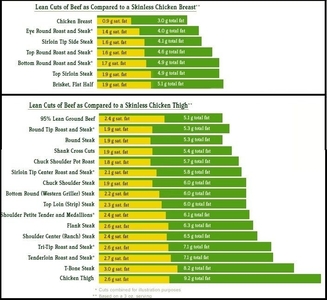 Lean Cuts of Beef as Compared to a Skinless Chicken Breast**
Chicken Breast 0.9 g sat. fat 3.0 g total fat
Eye Round Roast and Steak* 1.4 g sat. fat 4.0 g total fat
Sirloin Tip Side Steak 1.6 g sat. fat 4.1 g total fat
Top Round Roast and Steak* 1.6 g sat. fat 4.6 g total fat
Bottom Round Roast and Steak* 1.7 g sat. fat 4.9 g total fat
Top Sirloin Steak 1.9 g sat. fat 4.9 g total fat
Brisket, Flat Half 1.9 g sat. fat 5.1 g total fat
Lean Cuts of Beef as Compared to a Skinless Chicken Thigh**
95% Lean Ground Beef 2.4 g sat. fat 5.1 g total fat
Round Tip Roast and Steak* 1.9 g sat. fat 5.3 g total fat
Round Steak 1.9 g sat. fat 5.3 g total fat
Shank Cross Cuts 1.9 g sat. fat 5.4 g total fat
Chuck Shoulder Pot Roast 1.8 g sat. fat 5.7 g total fat
Sirloin Tip Center Roast and Steak* 2.1 g sat. fat 5.8 g total fat
Chuck Shoulder Steak 1.9 g sat. fat 6.0 g total fat
Bottom Round (Western Griller) Steak 2.2 g sat. fat 6.0 g total fat
Top Loin (Strip) Steak 2.3 g sat. fat 6.0 g total fat
Shoulder Petite Tender and Medallions* 2.4 g sat. fat 6.1 g total fat
Flank Steak 2.6 g sat. fat 6.3 g total fat
Shoulder Center (Ranch) Steak 2.4 g sat. fat 6.5 g total fat
Tri-Tip Roast and Steak* 2.6 g sat. fat 7.1 g total fat
Tenderloin Roast and Steak* 2.7 g sat. fat 7.1 g total fat
T-Bone Steak 3.0 g sat. fat 8.2 g total fat
Chicken Thigh 2.6 g sat. fat 9.2 g total fat
* Cuts combined for illustration purposes
** Based on a 3 oz. serving